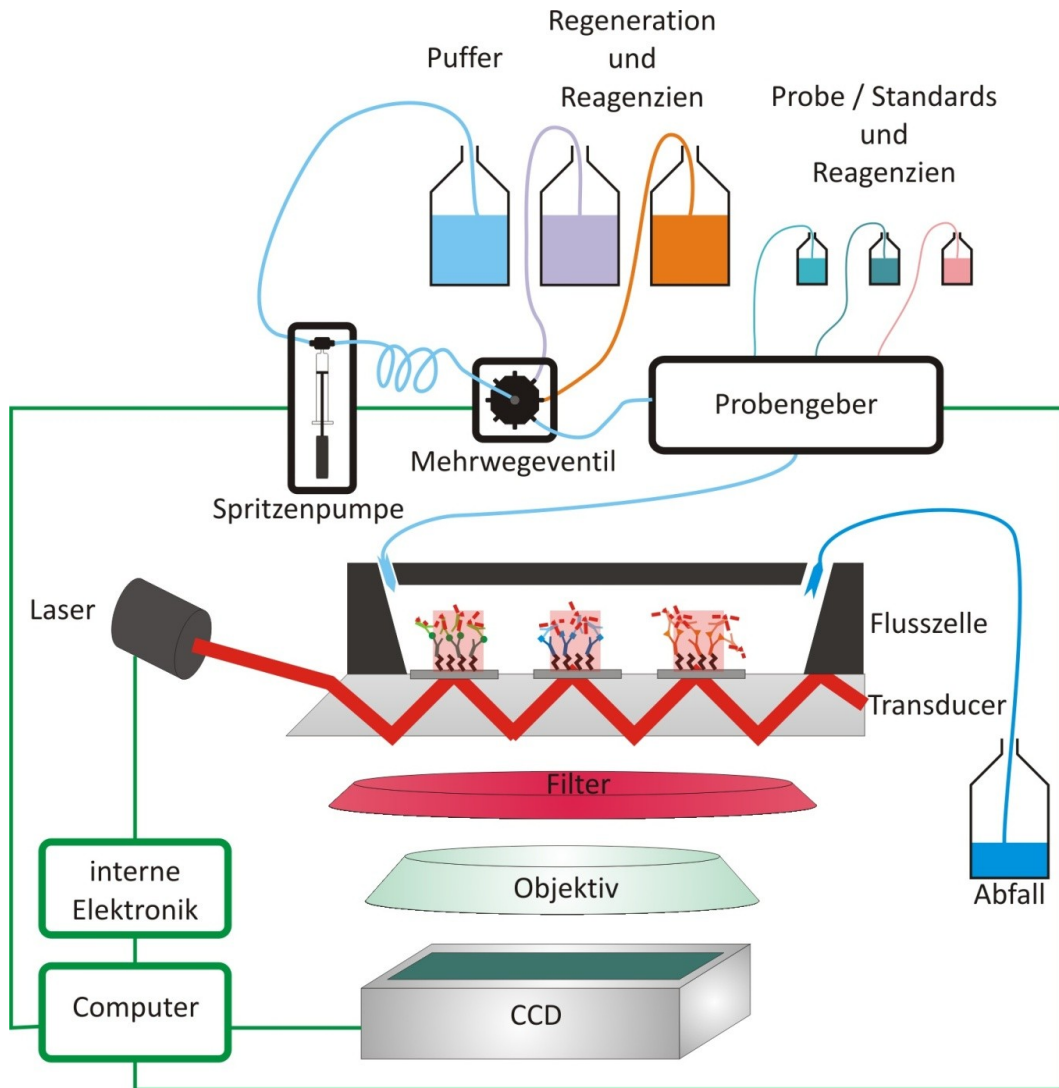 Puffer
Regeneration
und
Reagenzien
Probe / Standards
und
Reagenzien
Probengeber
Mehrwegeventil
Spritzenpumpe
Laser
Flusszelle
Transducer
Filter
Objektiv
interne
Elektronik
Abfall
Computer
CCD